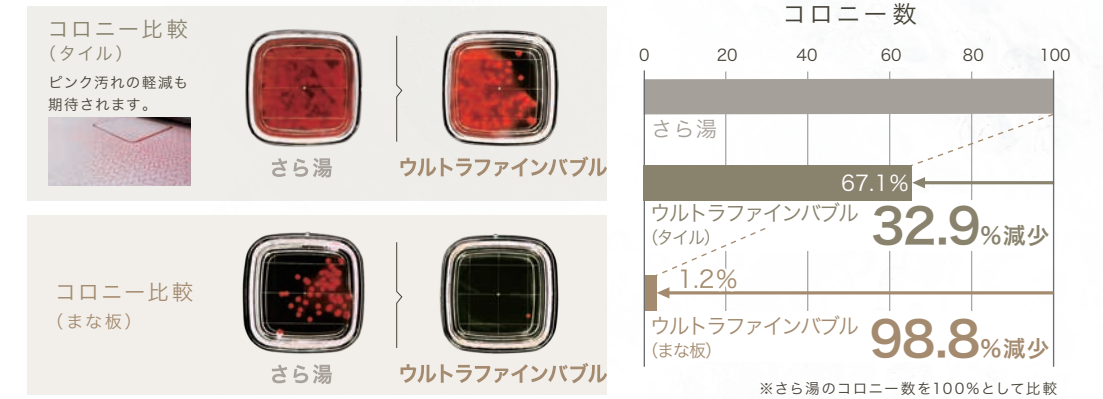 コロニー比較
（タイル）
ピンク汚れの軽減も
期待されます。
さら湯
ウルトラファインバブル
コロニー比較
（まな板）
さら湯
ウルトラファインバブル
コロニー数
0 20 40 60 80 100
さら湯
67.1%
ウルトラファインバブル
（タイル）
32.9%減少
1.2%
ウルトラファインバブル
（まな板）
98.8%減少
※さら湯のコロニー数を100%として比較